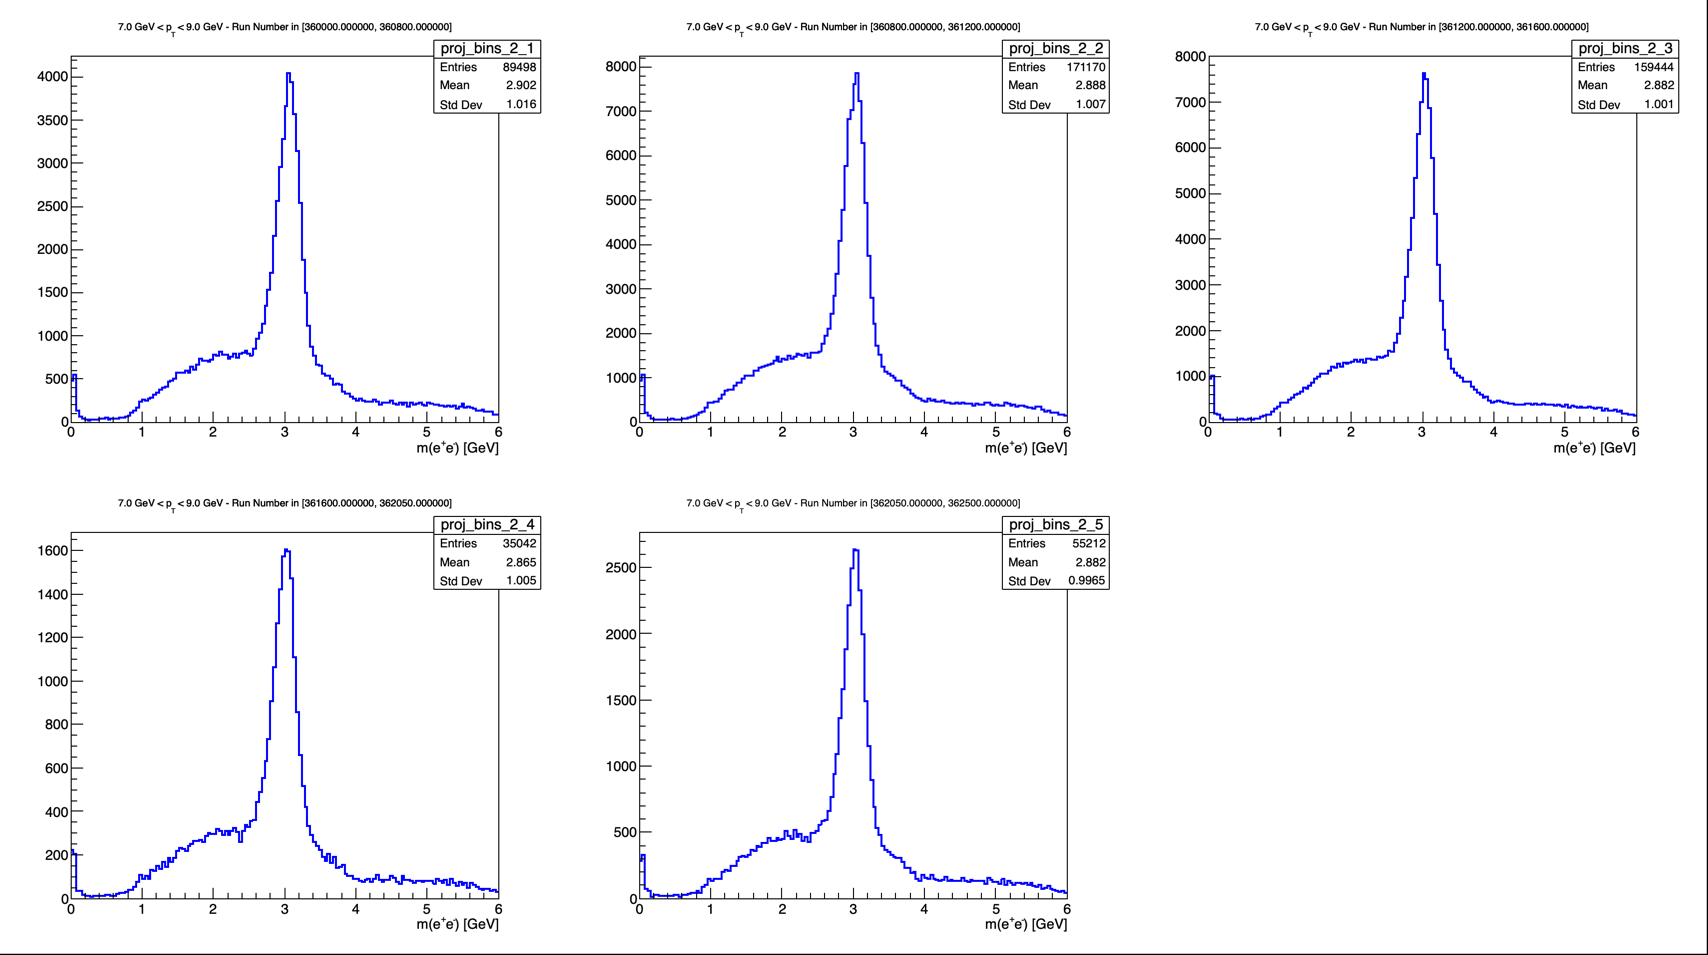 7.0 GeV < p_T < 9.0 GeV - Run Number in [360000.000000, 360800.000000]
proj_bins_2_1
Entries 89498
Mean 2.902
Std Dev 1.016
4000
3500
3000
2500
2000
1500
1000
500
0
0 1 2 3 4 5 6
m(e⁺e⁻) [GeV]
7.0 GeV < p_T < 9.0 GeV - Run Number in [360800.000000, 361200.000000]
proj_bins_2_2
Entries 171170
Mean 2.888
Std Dev 1.007
8000
7000
6000
5000
4000
3000
2000
1000
0
0 1 2 3 4 5 6
m(e⁺e⁻) [GeV]
7.0 GeV < p_T < 9.0 GeV - Run Number in [361200.000000, 361600.000000]
proj_bins_2_3
Entries 159444
Mean 2.882
Std Dev 1.001
8000
7000
6000
5000
4000
3000
2000
1000
0
0 1 2 3 4 5 6
m(e⁺e⁻) [GeV]
7.0 GeV < p_T < 9.0 GeV - Run Number in [361600.000000, 362050.000000]
proj_bins_2_4
Entries 35042
Mean 2.865
Std Dev 1.005
1600
1400
1200
1000
800
600
400
200
0
0 1 2 3 4 5 6
m(e⁺e⁻) [GeV]
7.0 GeV < p_T < 9.0 GeV - Run Number in [362050.000000, 362500.000000]
proj_bins_2_5
Entries 55212
Mean 2.882
Std Dev 0.9965
2500
2000
1500
1000
500
0
0 1 2 3 4 5 6
m(e⁺e⁻) [GeV]